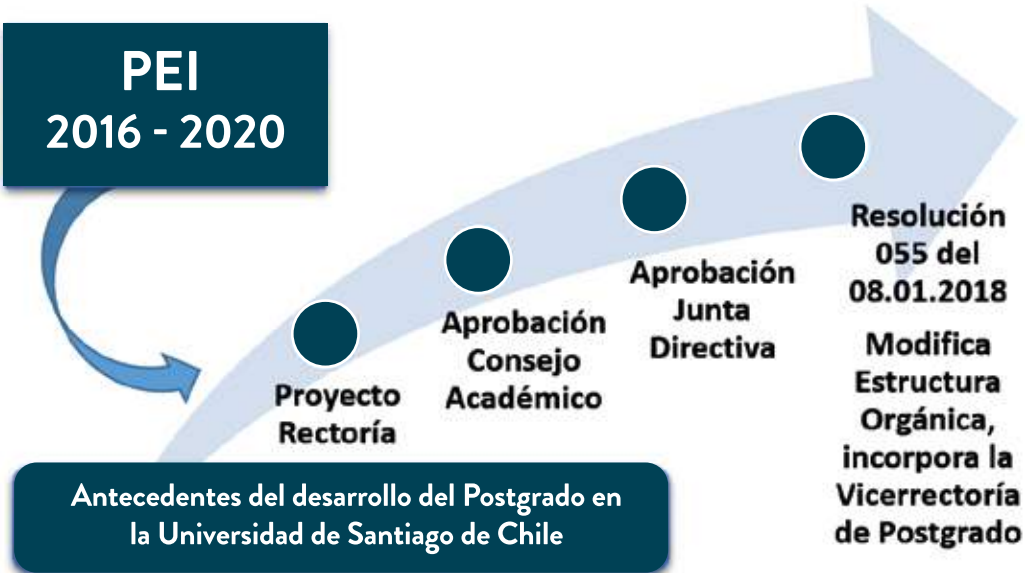 PEI
2016 - 2020
Proyecto
Rectoría
Aprobación
Consejo
Académico
Aprobación
Junta
Directiva
Resolución
055 del
08.01.2018
Modifica
Estructura
Orgánica,
incorpora la
Vicerrectoría
de Postgrado
Antecedentes del desarrollo del Postgrado en
la Universidad de Santiago de Chile